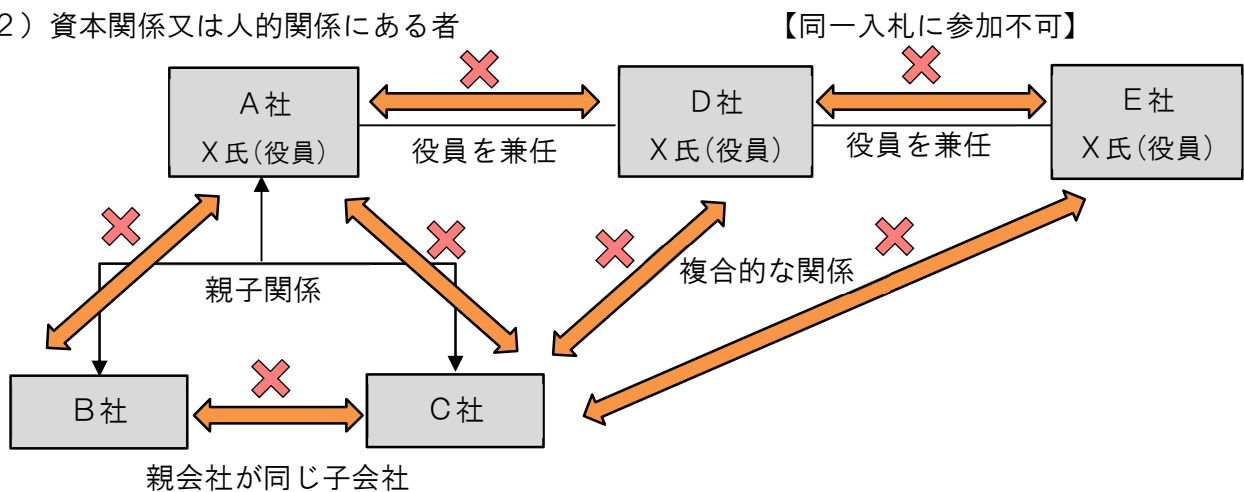 ２）資本関係又は人的関係にある者
【同一入札に参加不可】
Ａ社
Ｘ氏（役員）
役員を兼任
Ｄ社
Ｘ氏（役員）
役員を兼任
Ｅ社
Ｘ氏（役員）
親子関係
複合的な関係
Ｂ社
Ｃ社
親会社が同じ子会社